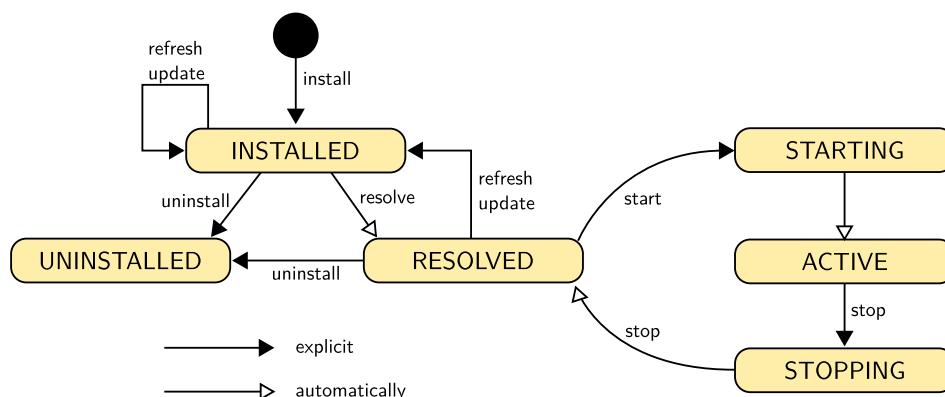 refresh
update
install
INSTALLED
STARTING
uninstall
resolve
refresh
update
start
UNINSTALLED
uninstall
RESOLVED
ACTIVE
stop
stop
explicit
STOPPING
automatically